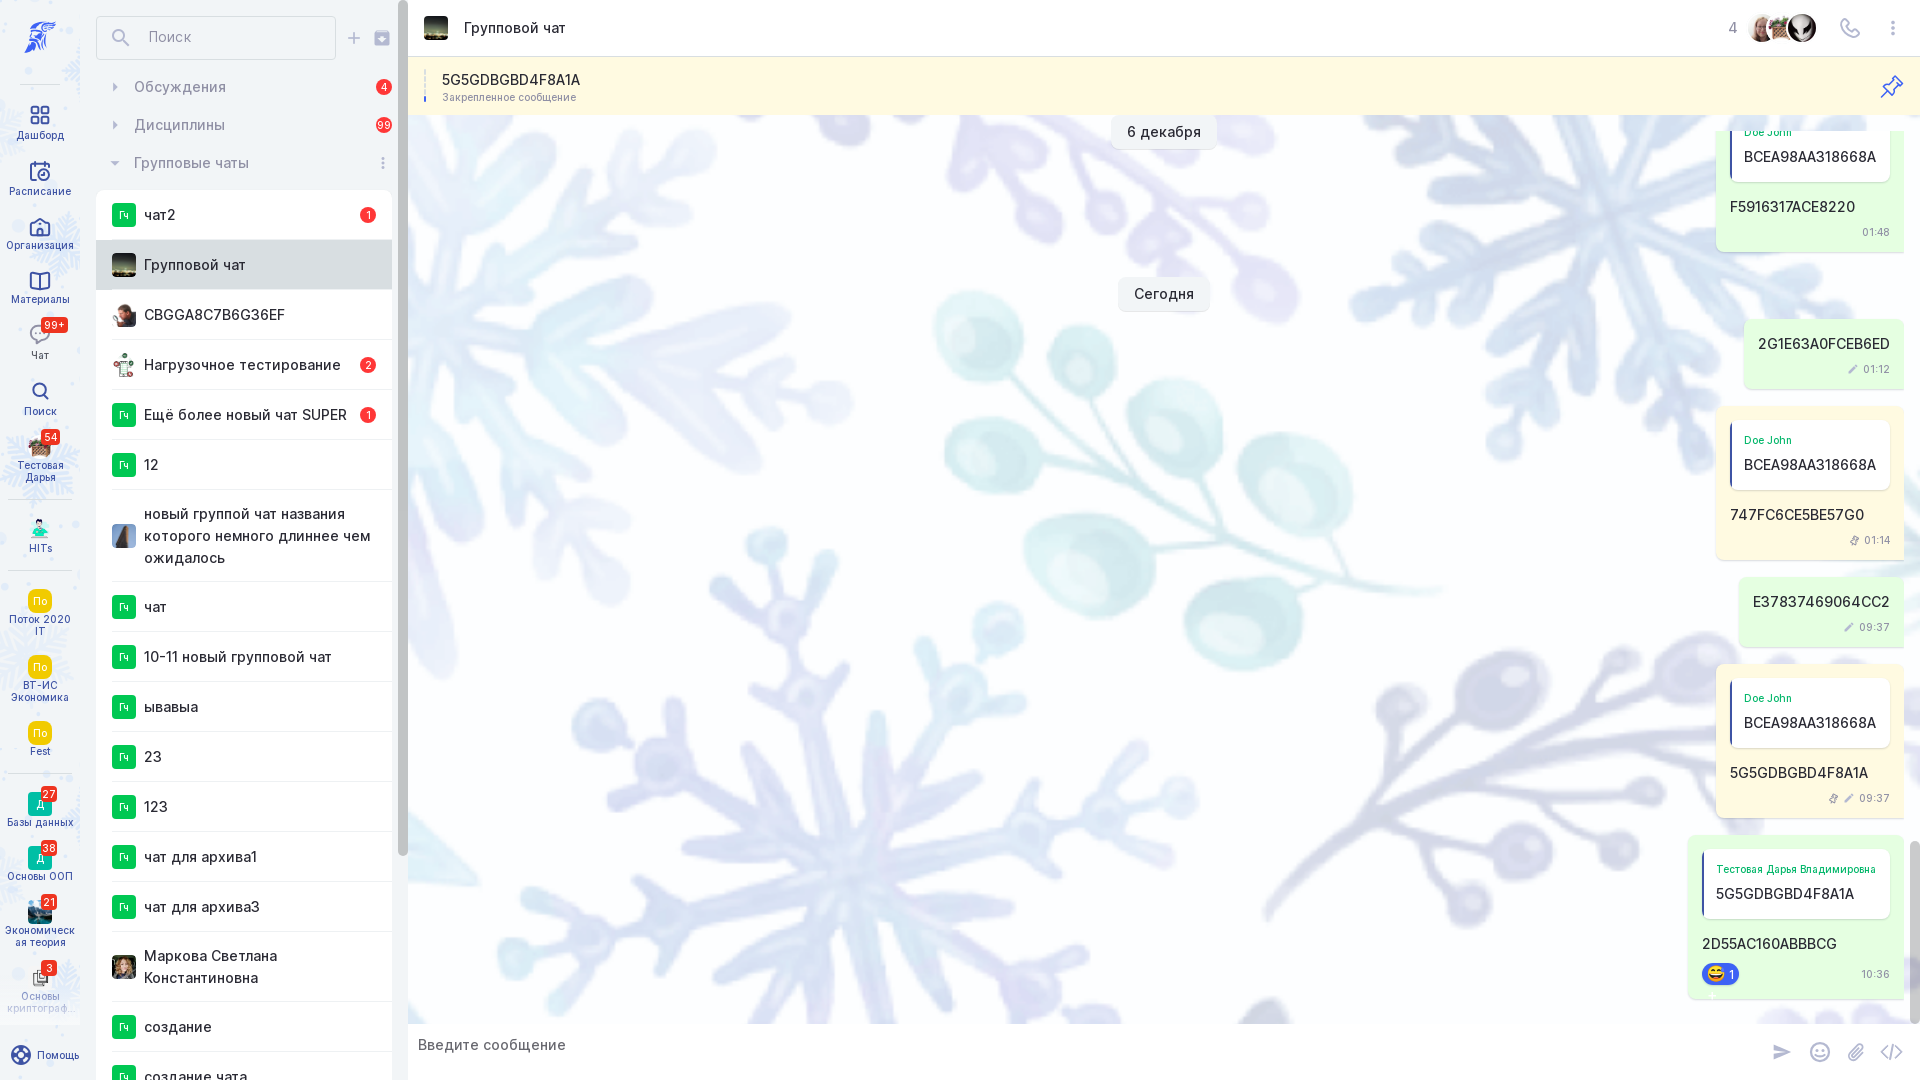 Дашборд
Расписание
Организация
Материалы
99+
Чат
Поиск
54
Тестовая
Дарья
HITs
По
Поток 2020
IT
По
ВТ-ИС
Экономика
По
Fest
27
Д
Базы данных
38
Д
Основы ООП
21
Экономическ
ая теория
3
Основы
криптограф...
Помощь
Поиск
Обсуждения
4
Дисциплины
99
Групповые чаты
Гч
чат2
1
Групповой чат
CBGGA8C7B6G36EF
Нагрузочное тестирование
2
Гч
Ещё более новый чат SUPER
1
Гч
12
новый группой чат названия
которого немного длиннее чем
ожидалось
Гч
чат
Гч
10-11 новый групповой чат
Гч
ывавыа
Гч
23
Гч
123
Гч
чат для архива1
Гч
чат для архива3
Маркова Светлана
Константиновна
Гч
создание
Гч
создание чата
Групповой чат
4
5G5GDBGBD4F8A1A
Закрепленное сообщение
6 декабря
Doe John
BCEA98AA318668A
F5916317ACE8220
01:48
Сегодня
2G1E63A0FCEB6ED
01:12
Doe John
BCEA98AA318668A
747FC6CE5BE57G0
01:14
E37837469064CC2
09:37
Doe John
BCEA98AA318668A
5G5GDBGBD4F8A1A
09:37
Тестовая Дарья Владимировна
5G5GDBGBD4F8A1A
2D55AC160ABBBCG
1
10:36
Введите сообщение